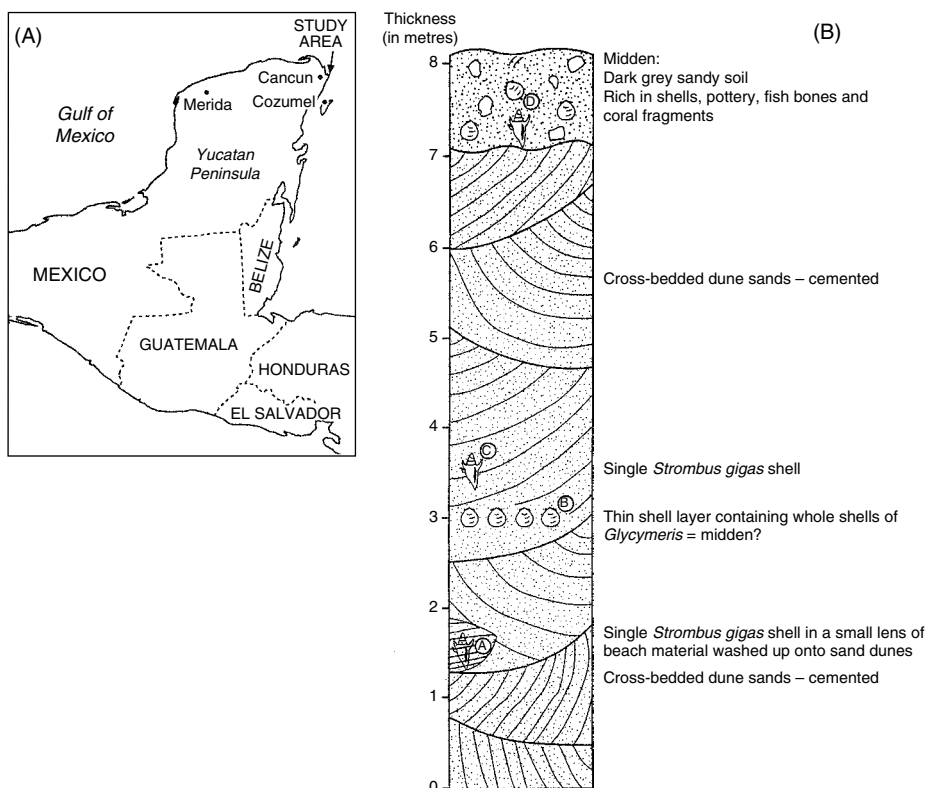 (A)
STUDY
AREA
Cancun
Cozumel
Merida
Gulf of
Mexico
Yucatan
Peninsula
MEXICO
BELIZE
GUATEMALA
HONDURAS
EL SALVADOR
Thickness
(in metres)
(B)
8
7
6
5
4
3
2
1
0
D
C
B
A
Midden:
Dark grey sandy soil
Rich in shells, pottery, fish bones and
coral fragments
Cross-bedded dune sands – cemented
Single Strombus gigas shell
Thin shell layer containing whole shells of
Glycymeris = midden?
Single Strombus gigas shell in a small lens of
beach material washed up onto sand dunes
Cross-bedded dune sands – cemented